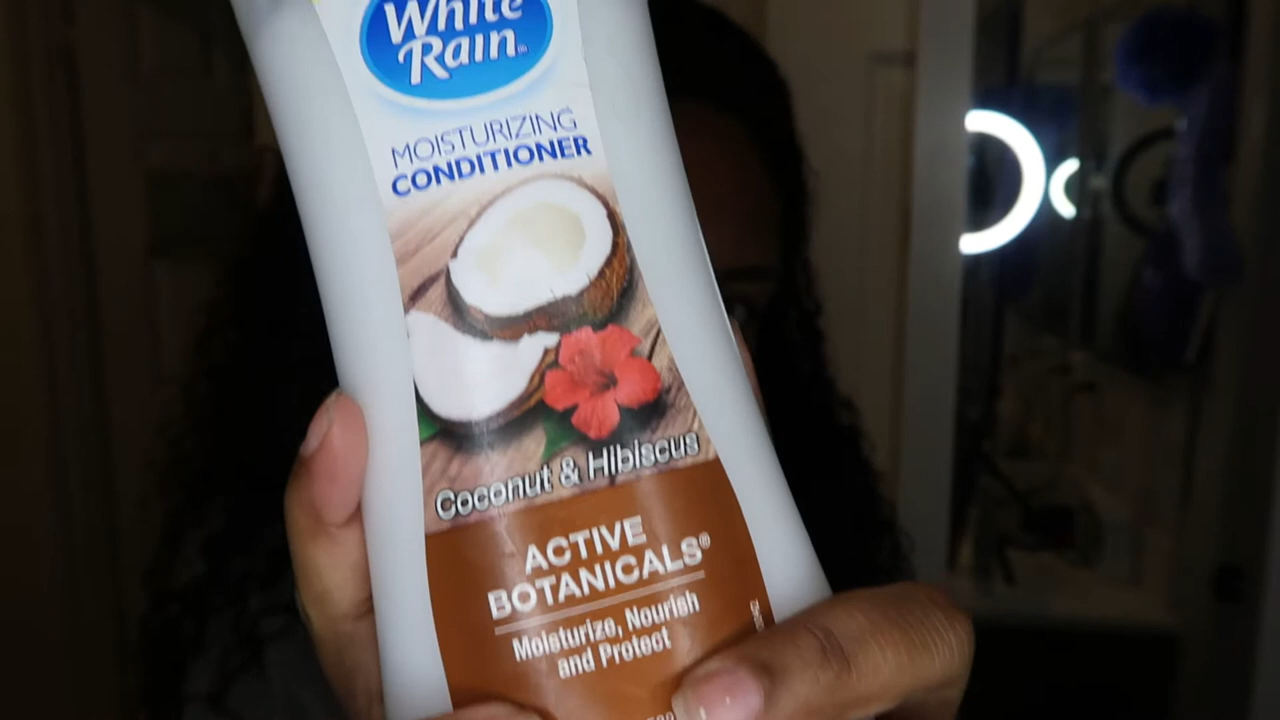 White
Rain
MOISTURIZING
CONDITIONER
Coconut & Hibiscus
ACTIVE
BOTANICALS®
Moisturize, Nourish
and Protect